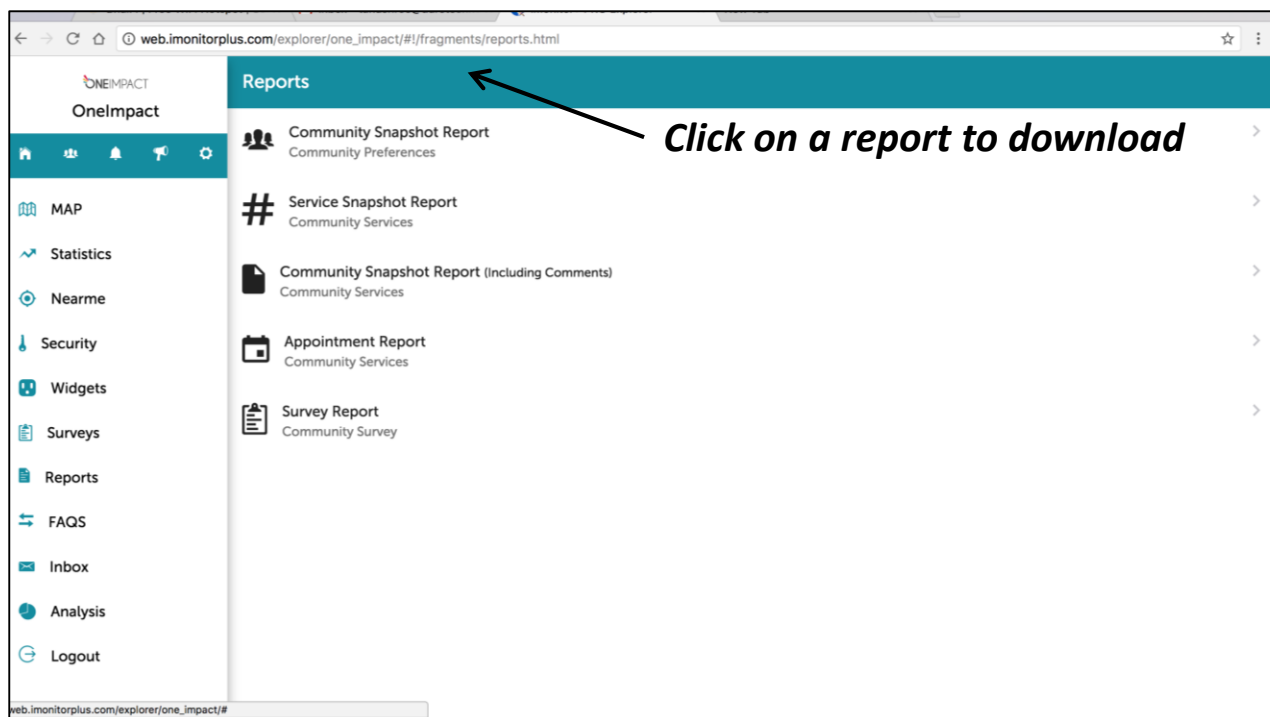 web.imonitorplus.com/explorer/one_impact/#!/fragments/reports.html
ONEIMPACT
OneImpact
Reports
Click on a report to download
Community Snapshot Report
Community Preferences
Service Snapshot Report
Community Services
Community Snapshot Report (Including Comments)
Community Services
Appointment Report
Community Services
Survey Report
Community Survey
MAP
Statistics
Nearme
Security
Widgets
Surveys
Reports
FAQS
Inbox
Analysis
Logout
web.imonitorplus.com/explorer/one_impact/#